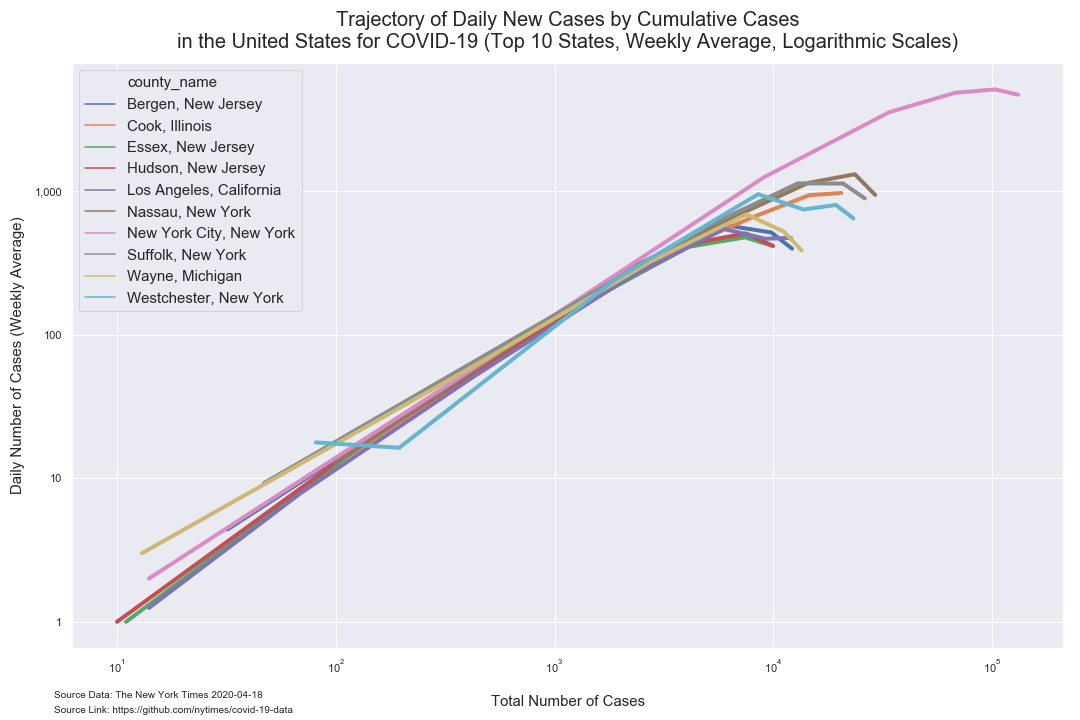 Trajectory of Daily New Cases by Cumulative Cases
in the United States for COVID-19 (Top 10 States, Weekly Average, Logarithmic Scales)
county_name
Bergen, New Jersey
Cook, Illinois
Essex, New Jersey
Hudson, New Jersey
Los Angeles, California
Nassau, New York
New York City, New York
Suffolk, New York
Wayne, Michigan
Westchester, New York
Daily Number of Cases (Weekly Average)
1,000
100
10
1
10¹ 10² 10³ 10⁴ 10⁵
Total Number of Cases
Source Data: The New York Times 2020-04-18
Source Link: https://github.com/nytimes/covid-19-data